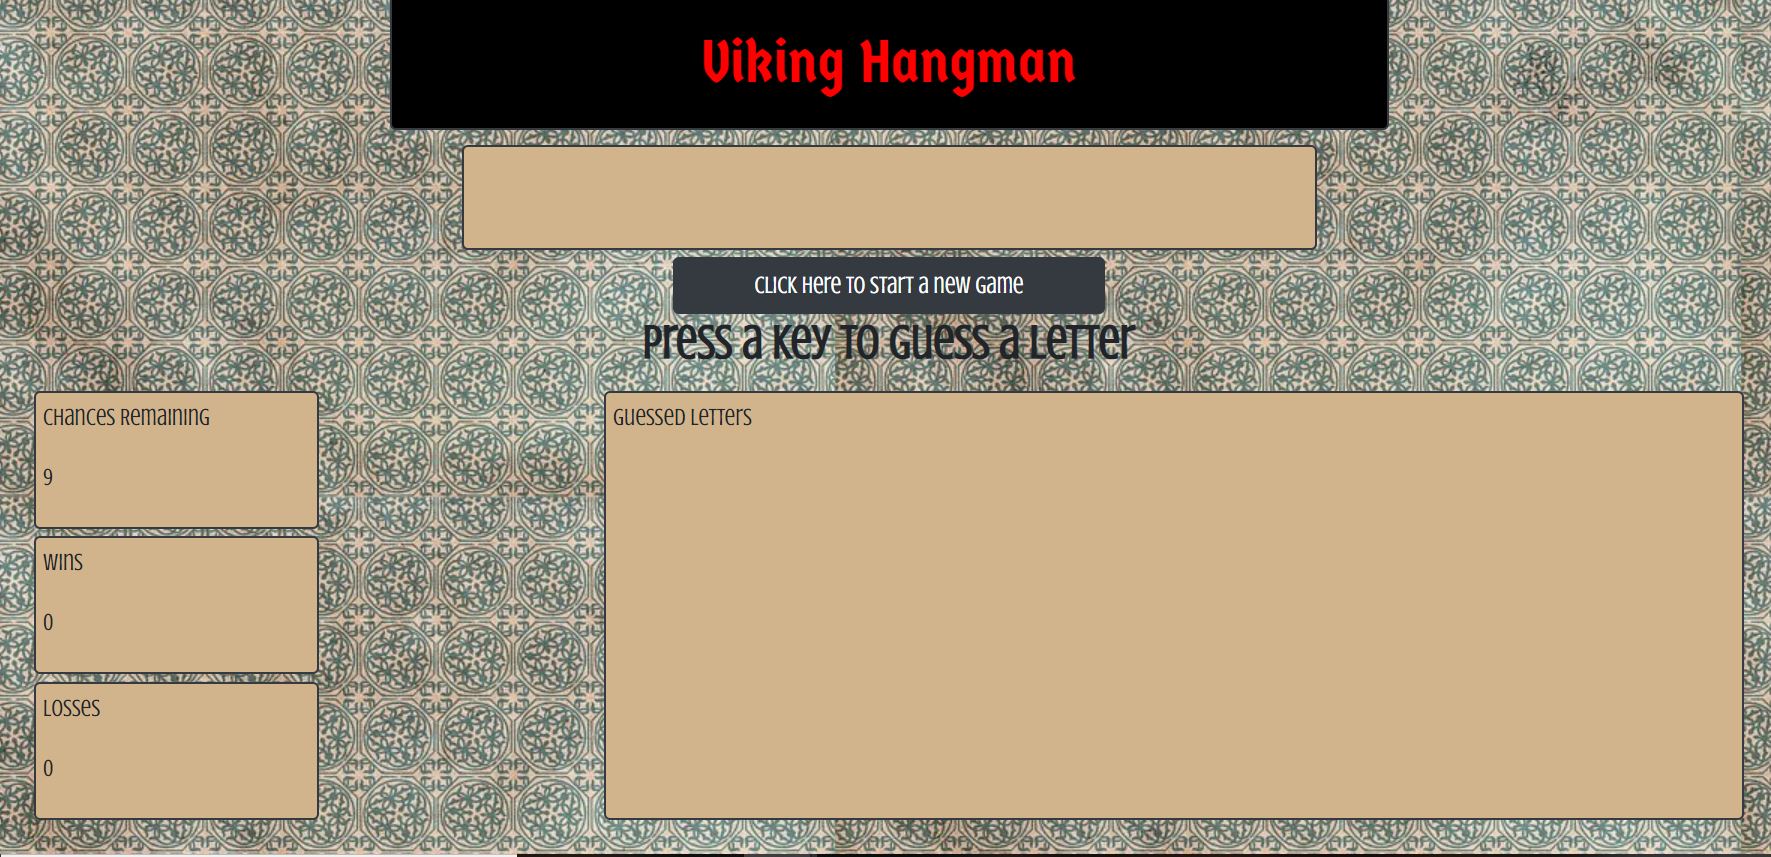 Viking Hangman
Click Here to start a new game
Press a key to guess a letter
Chances Remaining
9
Guessed Letters
Wins
0
Losses
0